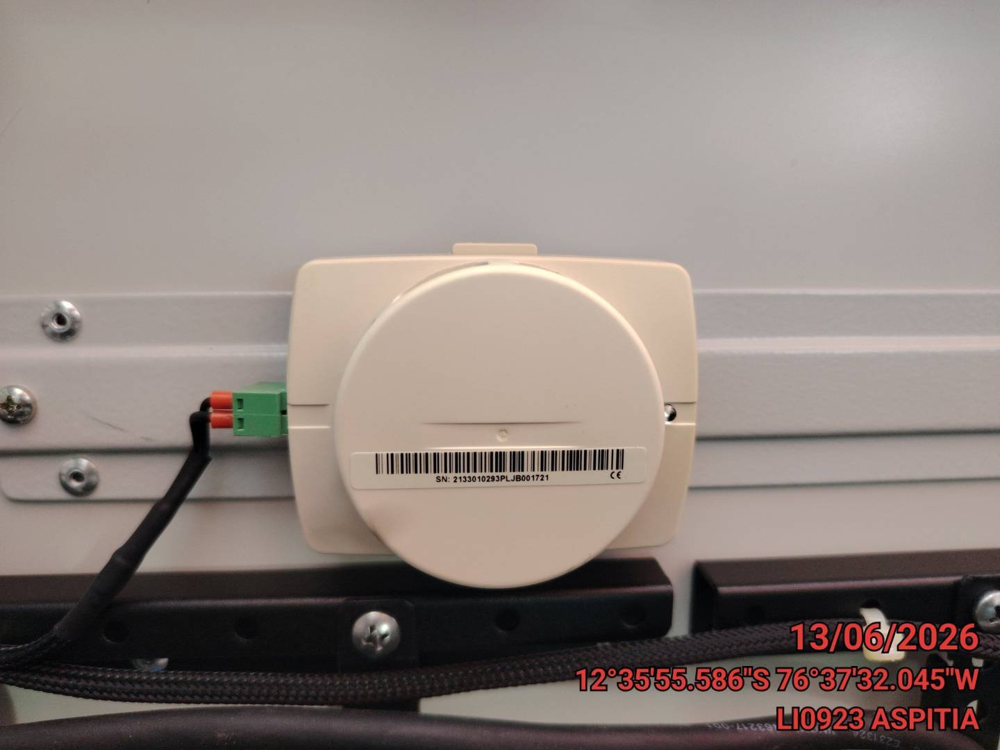 SN: 2133010293PLJB001721
CE
13/06/2026
12°35'55.586"S 76°37'32.045"W
LI0923 ASPITIA